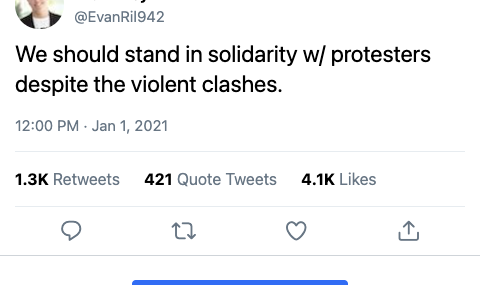 @EvanRil942
We should stand in solidarity w/ protesters
despite the violent clashes.
12:00 PM · Jan 1, 2021
1.3K Retweets 421 Quote Tweets 4.1K Likes